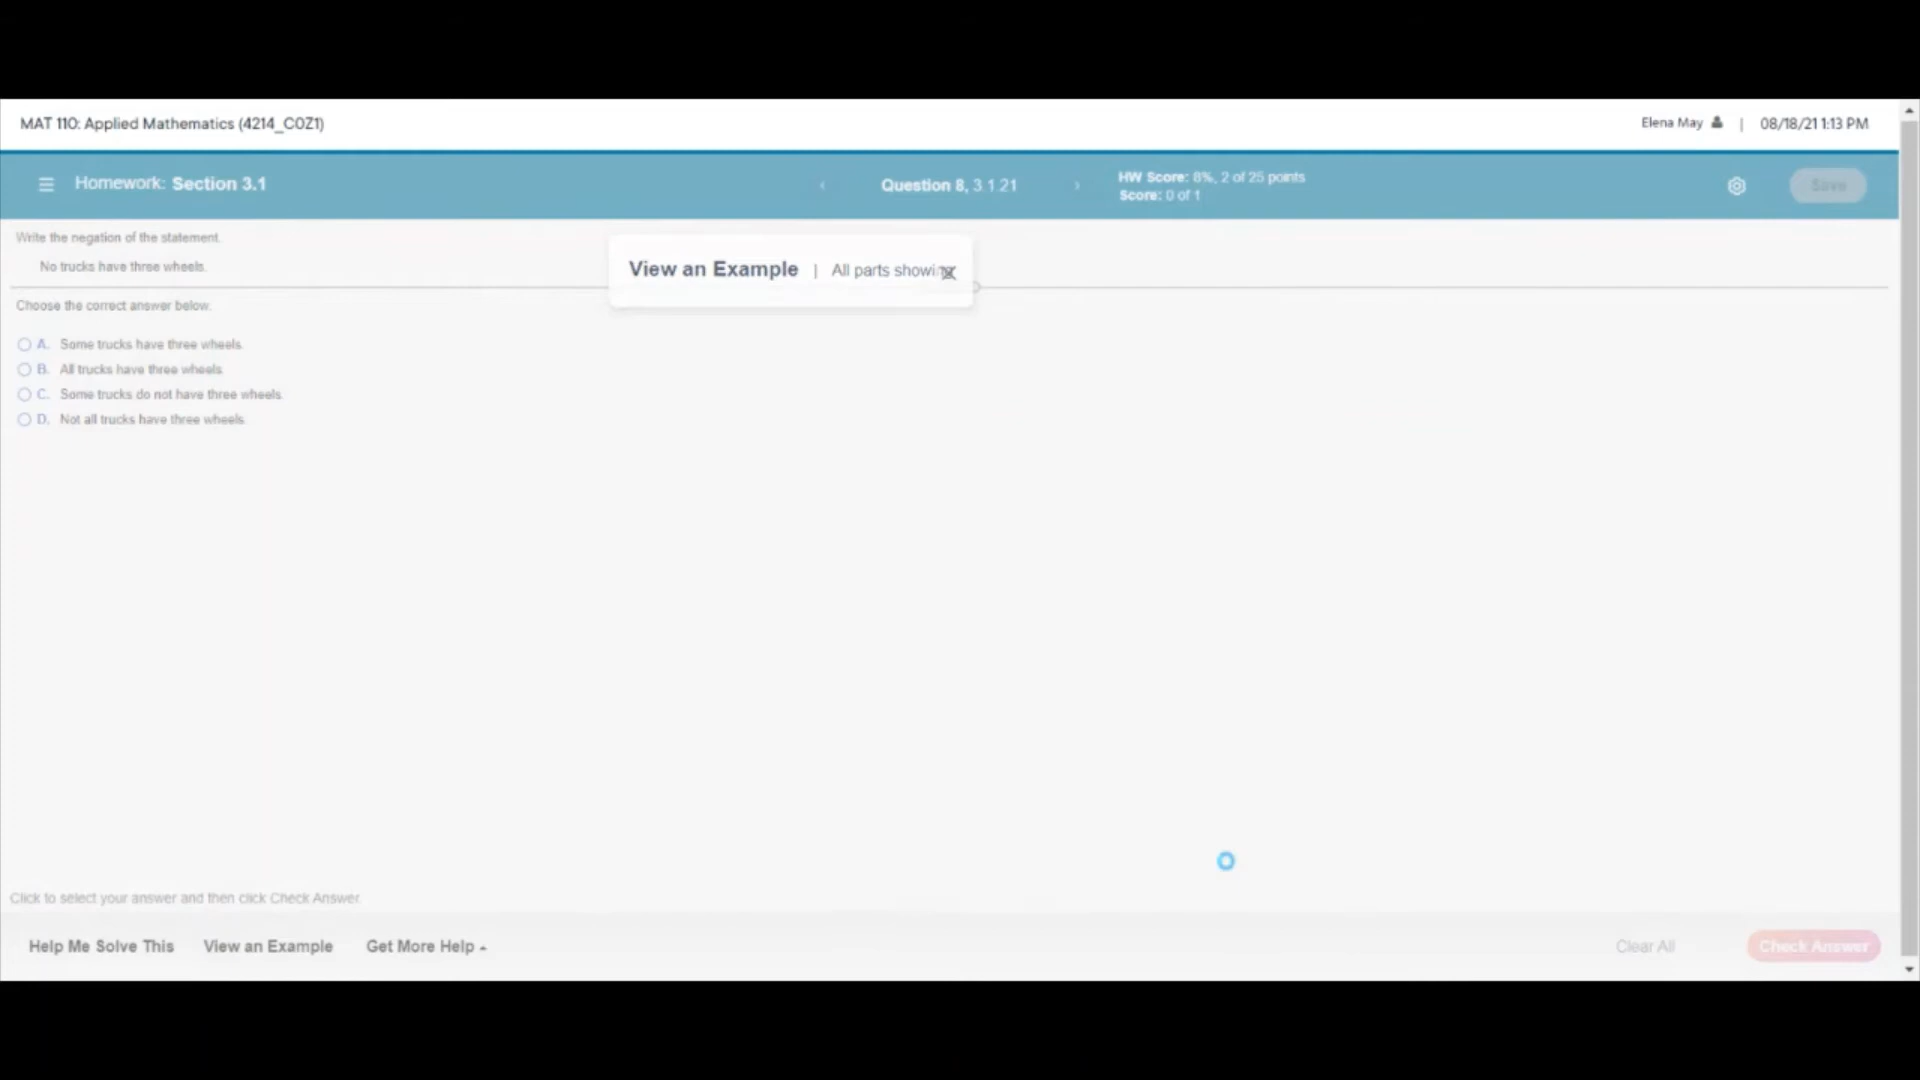 MAT 110: Applied Mathematics (4214_C0Z1)
Elena May | 08/18/21 1:13 PM
Homework: Section 3.1
Question 8, 3.1.21
HW Score: 8%, 2 of 25 points
Score: 0 of 1
Save
Write the negation of the statement.
No trucks have three wheels.
View an Example | All parts showing
Choose the correct answer below.
A. Some trucks have three wheels.
B. All trucks have three wheels.
C. Some trucks do not have three wheels.
D. Not all trucks have three wheels.
Click to select your answer and then click Check Answer.
Help Me Solve This
View an Example
Get More Help
Clear All
Check Answer